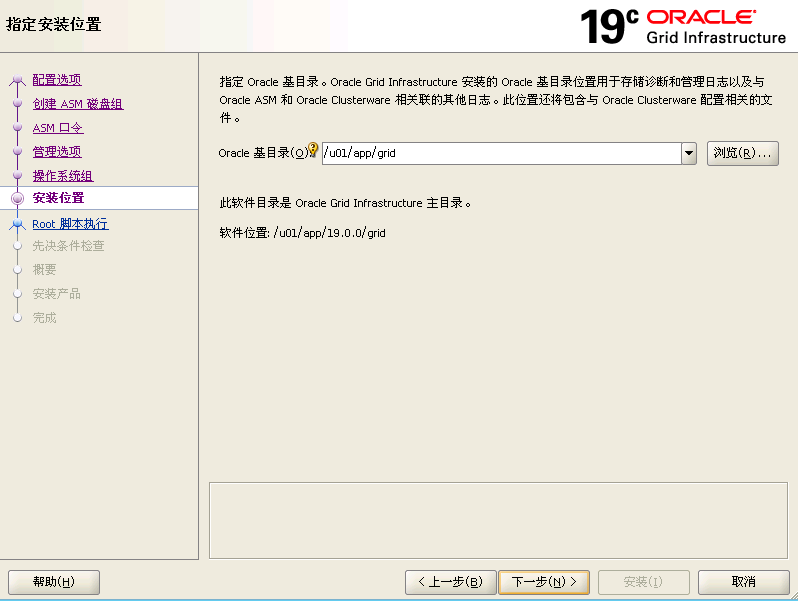 指定安装位置
19c ORACLE
Grid Infrastructure
配置选项
创建 ASM 磁盘组
ASM 口令
管理选项
操作系统组
安装位置
Root 脚本执行
先决条件检查
概要
安装产品
完成
指定 Oracle 基目录。Oracle Grid Infrastructure 安装的 Oracle 基目录位置用于存储诊断和管理日志以及与
Oracle ASM 和 Oracle Clusterware 相关联的其他日志。此位置还将包含与 Oracle Clusterware 配置相关的文
件。
Oracle 基目录(O): /u01/app/grid 浏览(R)...
此软件目录是 Oracle Grid Infrastructure 主目录。
软件位置: /u01/app/19.0.0/grid
帮助(H) < 上一步(B) 下一步(N) > 安装(I) 取消